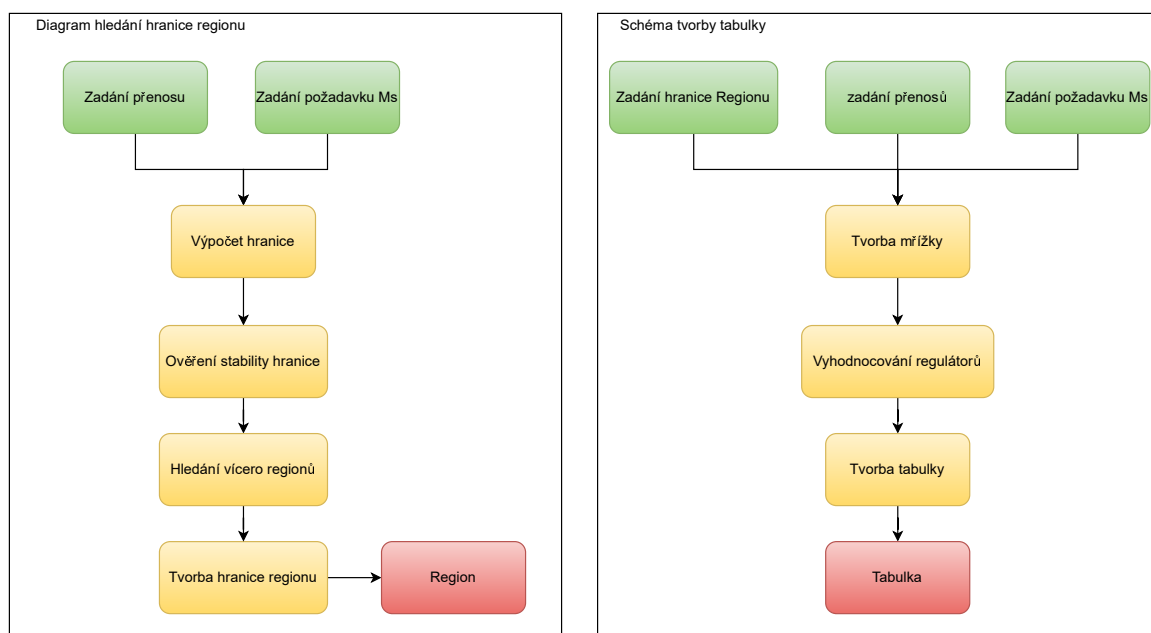 Diagram hledání hranice regionu
Zadání přenosu
Zadání požadavku Ms
Výpočet hranice
Ověření stability hranice
Hledání vícero regionů
Tvorba hranice regionu
Region
Schéma tvorby tabulky
Zadání hranice Regionu
zadání přenosů
Zadání požadavku Ms
Tvorba mřížky
Vyhodnocování regulátorů
Tvorba tabulky
Tabulka